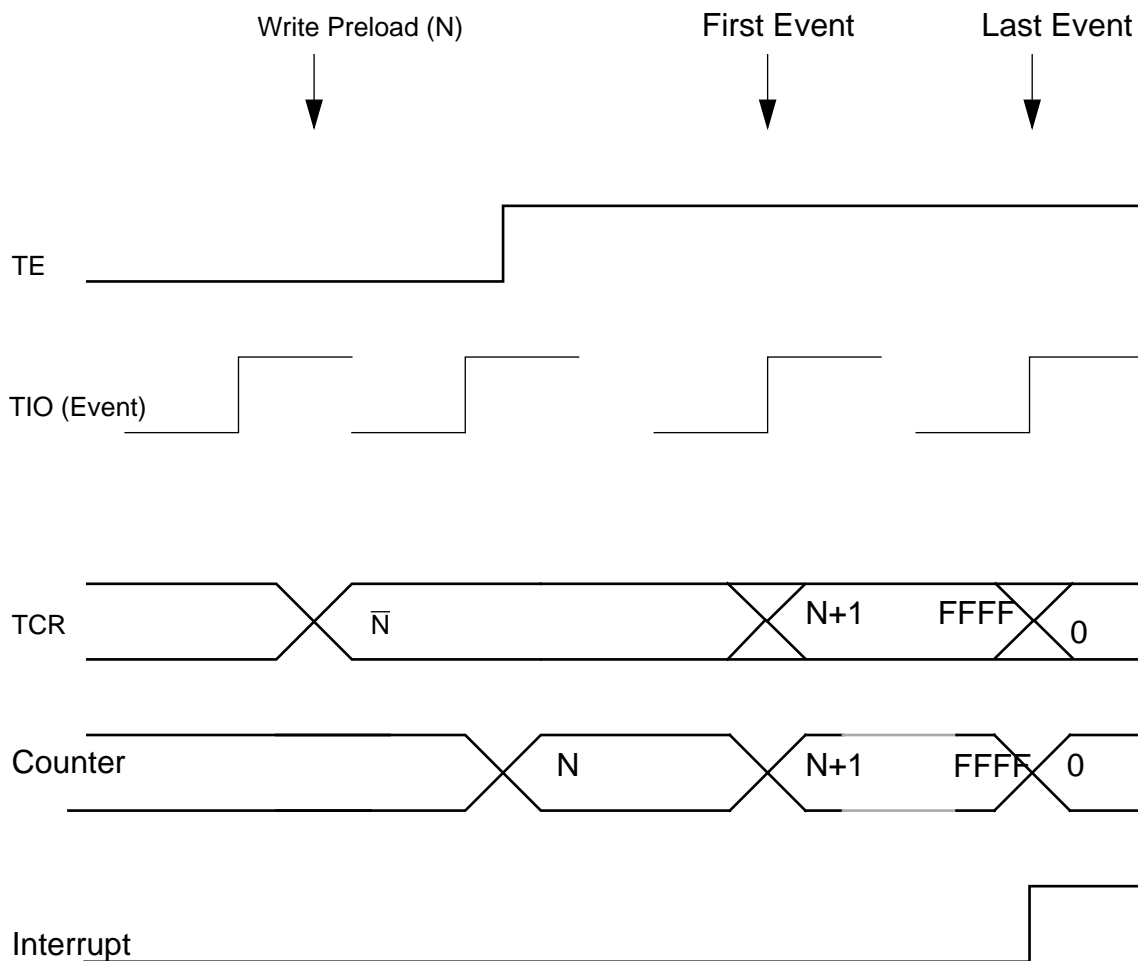 Write Preload (N)
First Event
Last Event
TE
TIO (Event)
TCR
N̅
N+1
FFFF
0
Counter
N
N+1
FFFF
0
Interrupt